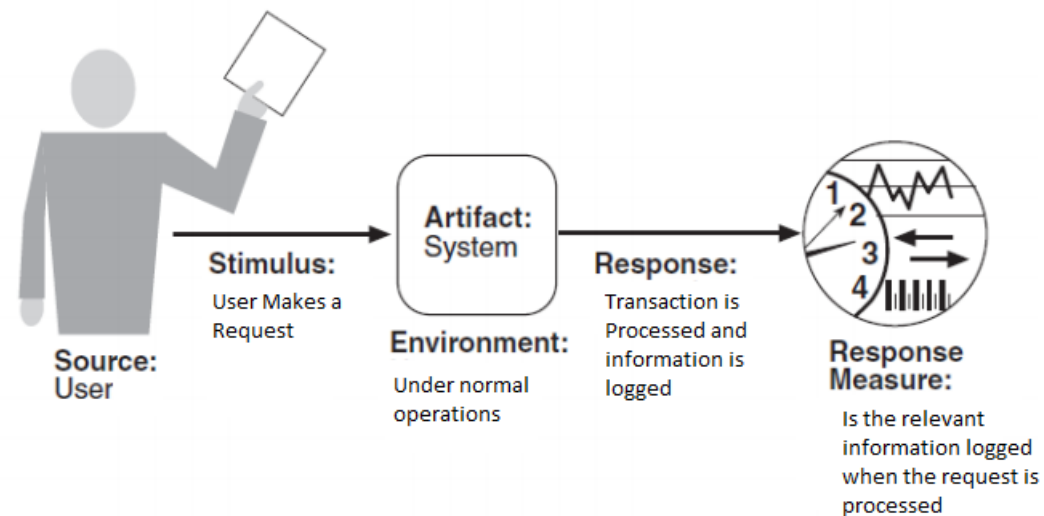 Source:
User
Stimulus:
User Makes a
Request
Artifact:
System
Environment:
Under normal
operations
Response:
Transaction is
Processed and
information is
logged
1
2
3
4
Response
Measure:
Is the relevant
information logged
when the request is
processed